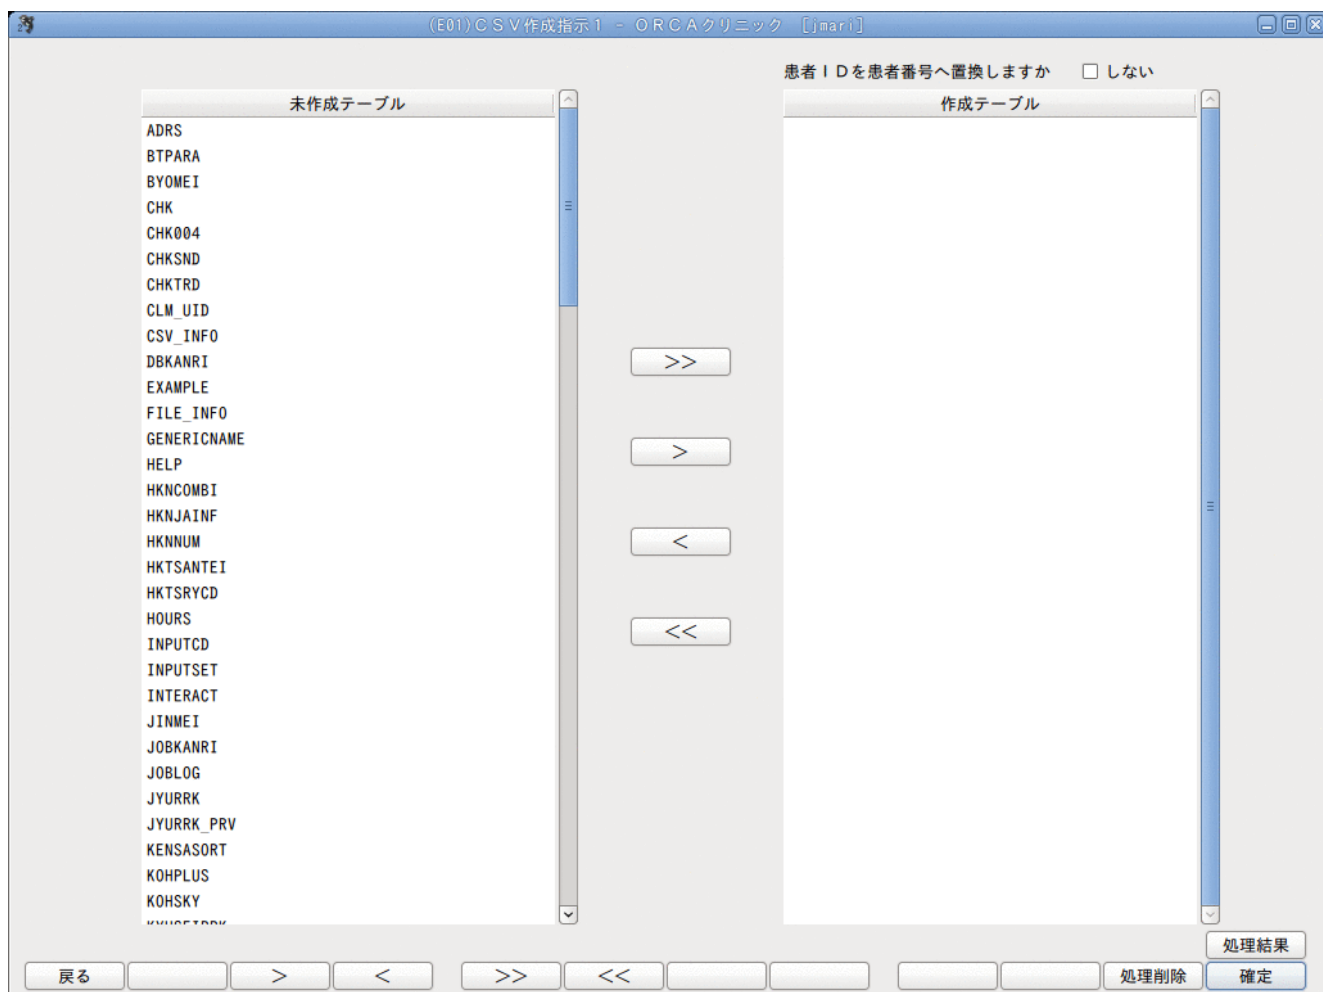 (E01)ＣＳＶ作成指示１ － ＯＲＣＡクリニック [jmari]
患者ＩＤを患者番号へ置換しますか しない
未作成テーブル
ADRS
BTPARA
BYOMEI
CHK
CHK004
CHKSND
CHKTRD
CLM_UID
CSV_INFO
DBKANRI
EXAMPLE
FILE_INFO
GENERICNAME
HELP
HKNCOMBI
HKNJAINF
HKNNUM
HKTSANTEI
HKTSRYCD
HOURS
INPUTCD
INPUTSET
INTERACT
JINMEI
JOBKANRI
JOBLOG
JYURRK
JYURRK_PRV
KENSASORT
KOHPLUS
KOHSKY
>>
>
<
<<
作成テーブル
処理結果
戻る > < >> << 処理削除 確定